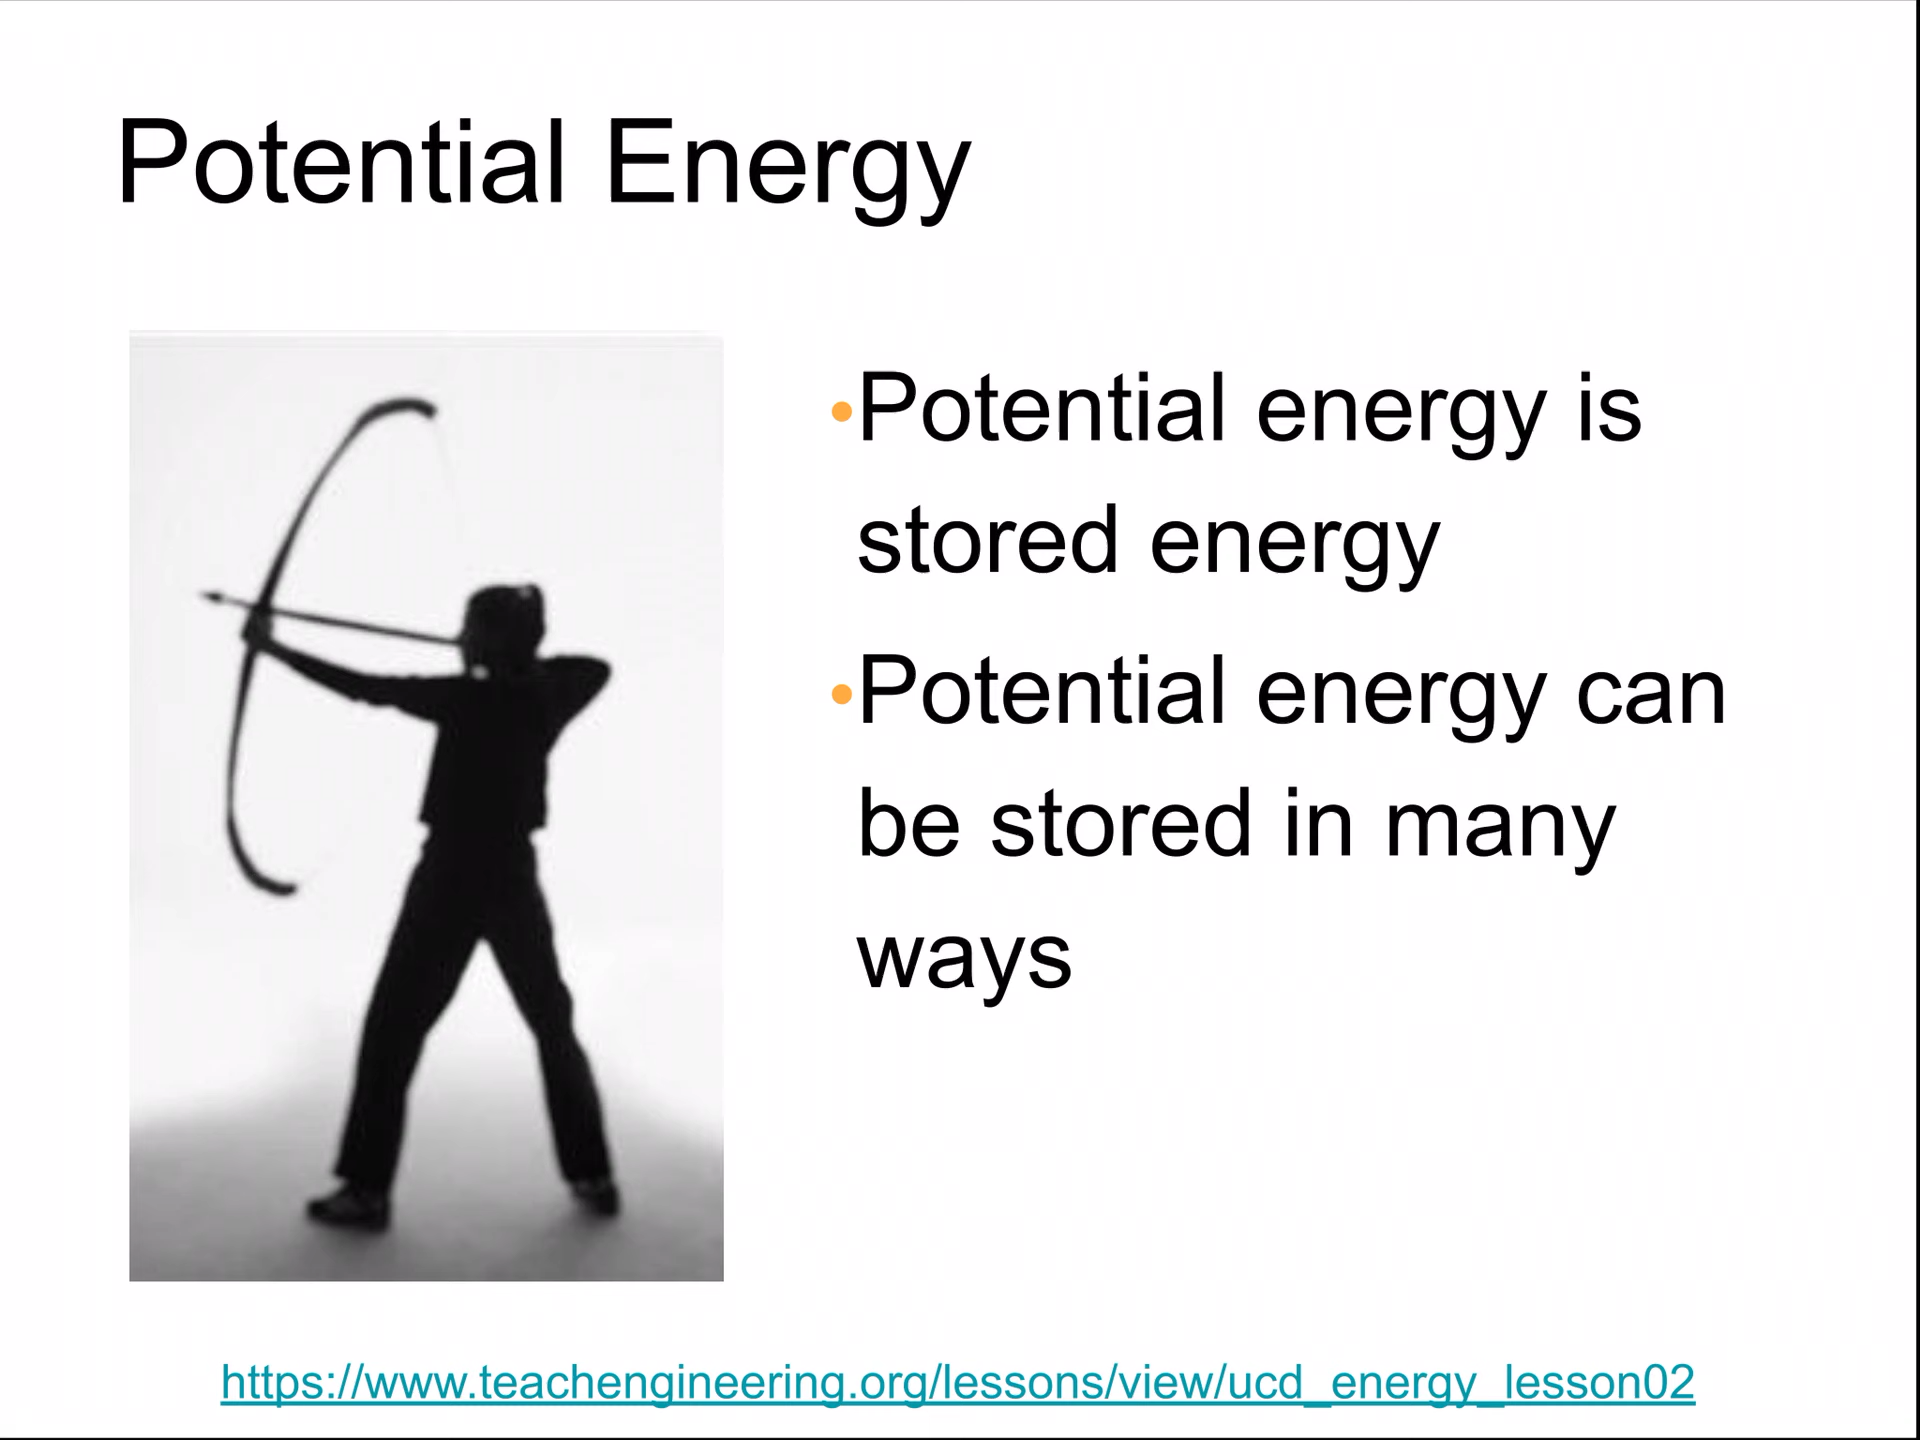 Potential Energy
•Potential energy is
stored energy
•Potential energy can
be stored in many
ways
https://www.teachengineering.org/lessons/view/ucd_energy_lesson02